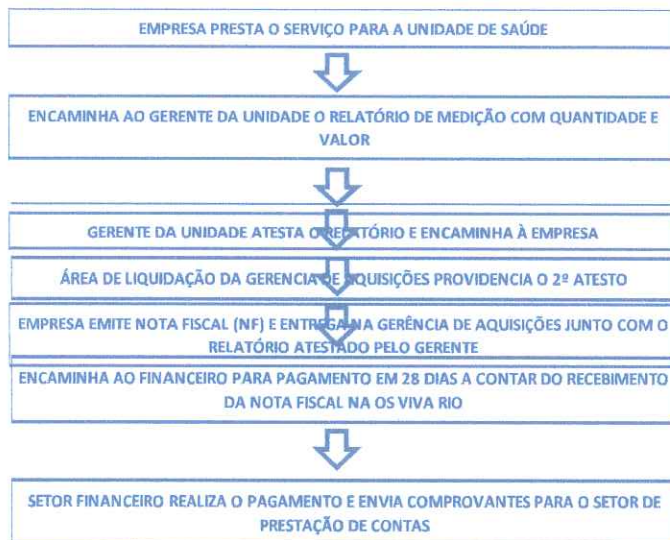 EMPRESA PRESTA O SERVIÇO PARA A UNIDADE DE SAÚDE
ENCAMINHA AO GERENTE DA UNIDADE O RELATÓRIO DE MEDIÇÃO COM QUANTIDADE E
VALOR
GERENTE DA UNIDADE ATESTA O RELATÓRIO E ENCAMINHA À EMPRESA
ÁREA DE LIQUIDAÇÃO DA GERENCIA DE AQUISIÇÕES PROVIDENCIA O 2º ATESTO
EMPRESA EMITE NOTA FISCAL (NF) E ENTREGA NA GERÊNCIA DE AQUISIÇÕES JUNTO COM O
RELATÓRIO ATESTADO PELO GERENTE
ENCAMINHA AO FINANCEIRO PARA PAGAMENTO EM 28 DIAS A CONTAR DO RECEBIMENTO
DA NOTA FISCAL NA OS VIVA RIO
SETOR FINANCEIRO REALIZA O PAGAMENTO E ENVIA COMPROVANTES PARA O SETOR DE
PRESTAÇÃO DE CONTAS